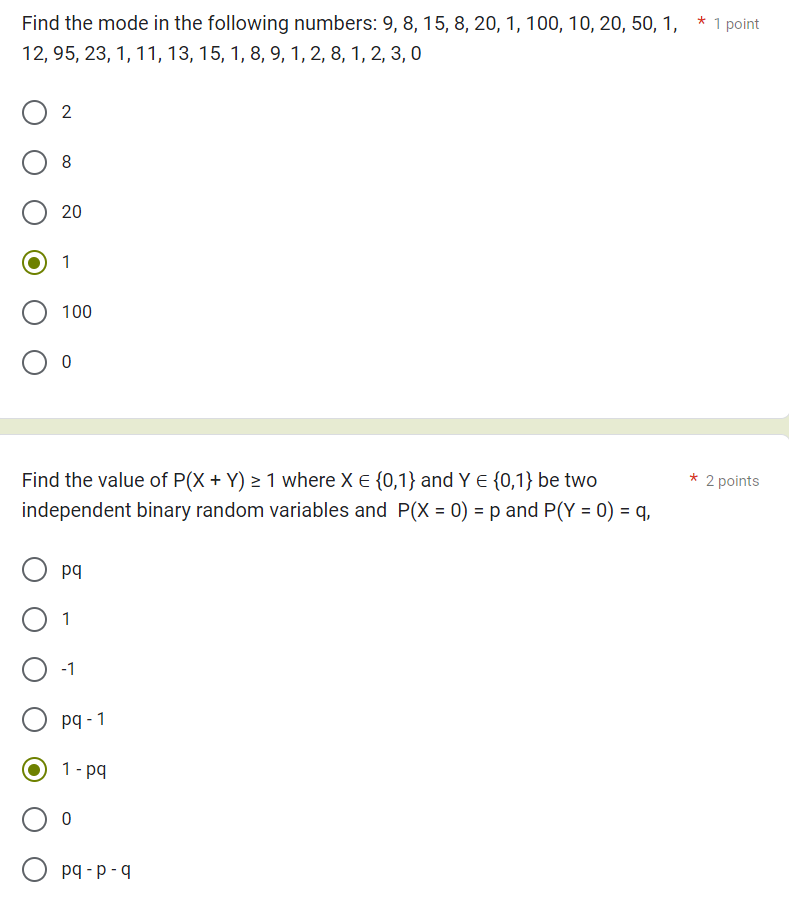 Find the mode in the following numbers: 9, 8, 15, 8, 20, 1, 100, 10, 20, 50, 1, * 1 point
12, 95, 23, 1, 11, 13, 15, 1, 8, 9, 1, 2, 8, 1, 2, 3, 0
2
8
20
1
100
0
Find the value of P(X + Y) ≥ 1 where X ∈ {0,1} and Y ∈ {0,1} be two * 2 points
independent binary random variables and P(X = 0) = p and P(Y = 0) = q,
pq
1
-1
pq - 1
1 - pq
0
pq - p - q